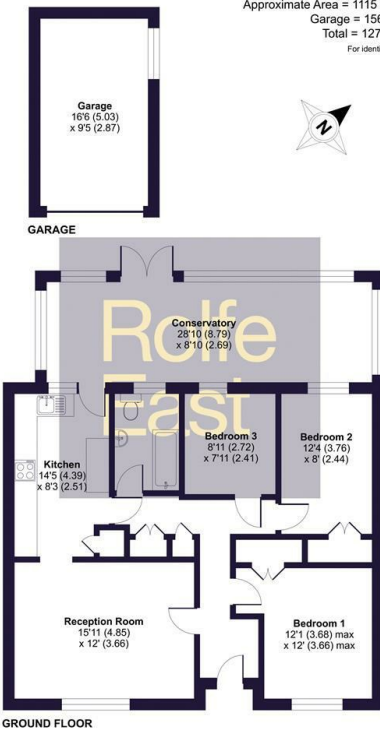 Approximate Area = 1115
Garage = 156
Total = 127
For identi
Garage
16'6 (5.03)
x 9'5 (2.87)
N
GARAGE
Rolfe
East
Conservatory
28'10 (8.79)
x 8'10 (2.69)
Kitchen
14'5 (4.39)
x 8'3 (2.51)
Bedroom 3
8'11 (2.72)
x 7'11 (2.41)
Bedroom 2
12'4 (3.76)
x 8' (2.44)
Reception Room
15'11 (4.85)
x 12' (3.66)
Bedroom 1
12'1 (3.68) max
x 12' (3.66) max
GROUND FLOOR